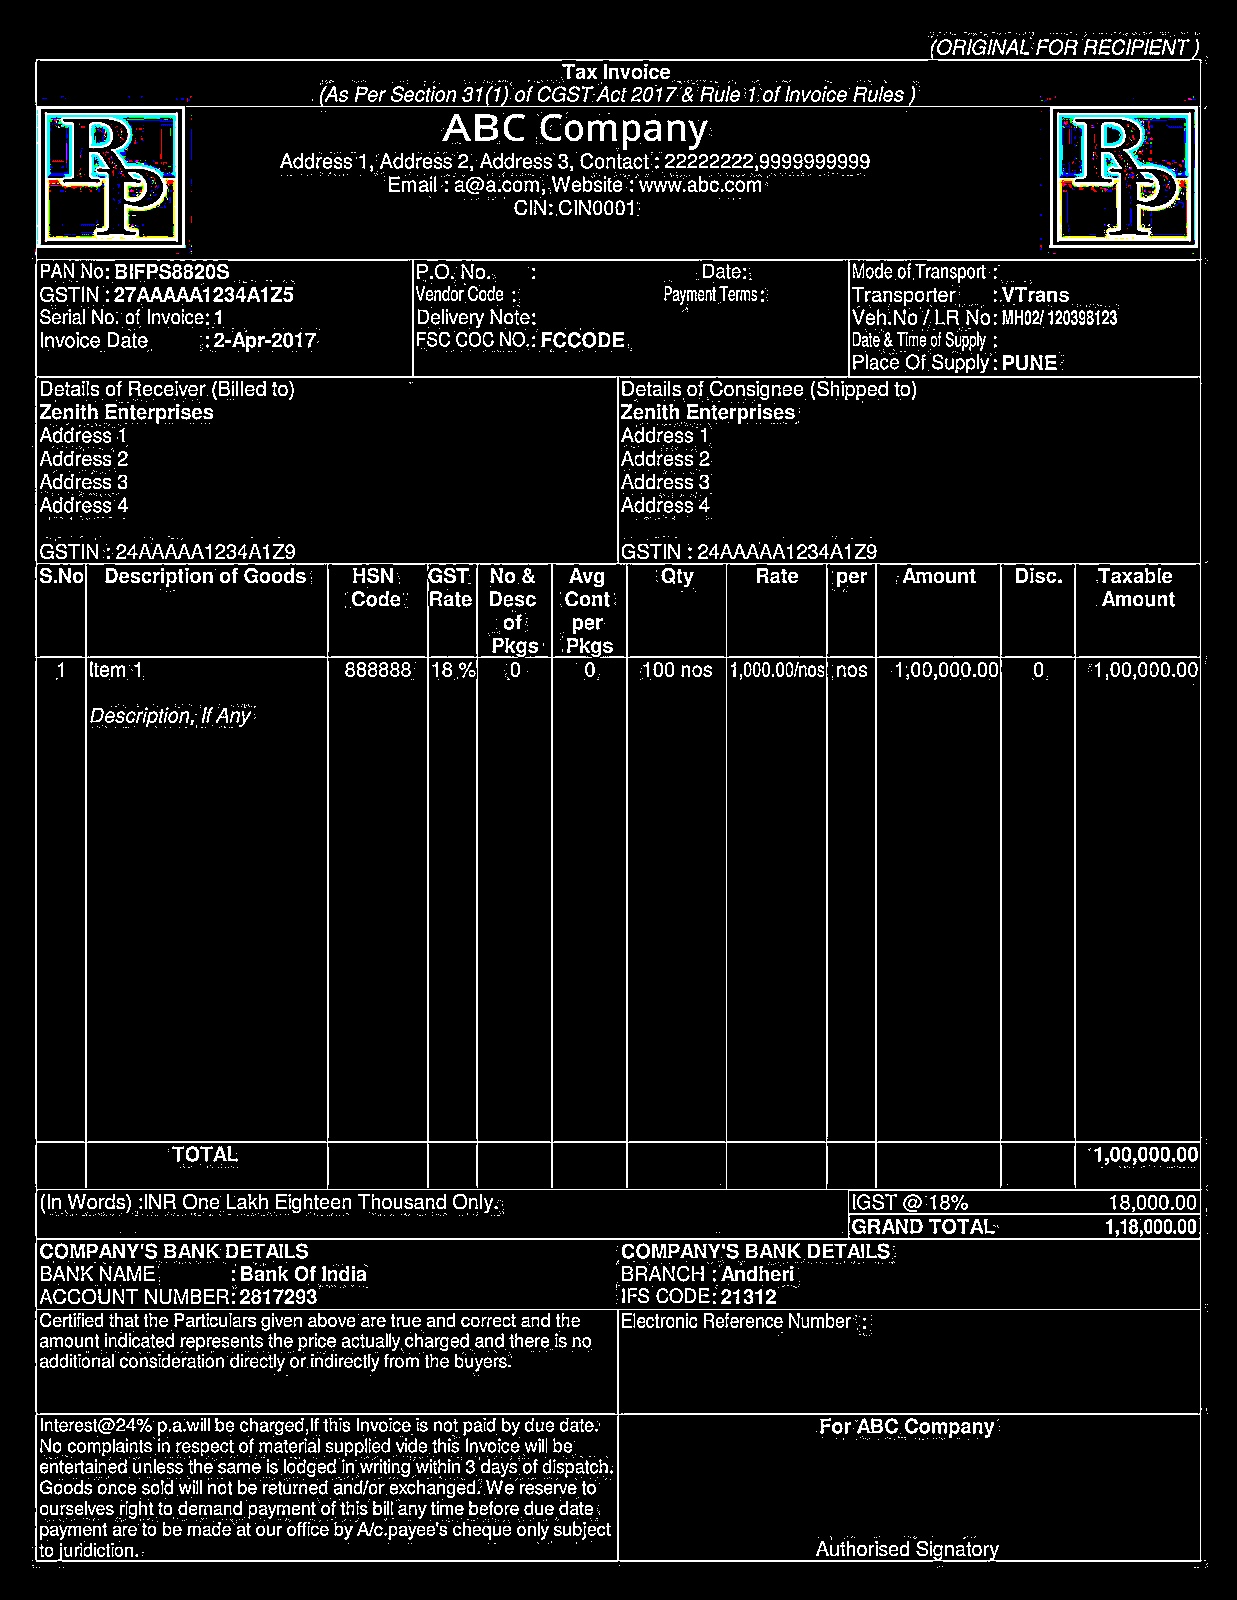 (ORIGINAL FOR RECIPIENT )
Tax Invoice
(As Per Section 31(1) of CGST Act 2017 & Rule 1 of Invoice Rules )
RP
ABC Company
RP
Address 1, Address 2, Address 3, Contact : 22222222,9999999999
Email : a@a.com, Website : www.abc.com
CIN: CIN0001
PAN No: BIFPS8820S
GSTIN : 27AAAAA1234A1Z5
Serial No. of Invoice: 1
Invoice Date : 2-Apr-2017
P.O. No. : Date:
Vendor Code : Payment Terms:
Delivery Note:
FSC COC NO.: FCCODE
Mode of Transport :
Transporter : VTrans
Veh.No / LR No: MH02/ 120398123
Date & Time of Supply :
Place Of Supply : PUNE
Details of Receiver (Billed to)
Zenith Enterprises
Address 1
Address 2
Address 3
Address 4
GSTIN : 24AAAAA1234A1Z9
Details of Consignee (Shipped to)
Zenith Enterprises
Address 1
Address 2
Address 3
Address 4
GSTIN : 24AAAAA1234A1Z9
S.No Description of Goods HSN Code GST Rate No & Desc of Pkgs Avg Cont per Pkgs Qty Rate per Amount Disc. Taxable Amount
1 Item 1 888888 18 % 0 0 100 nos 1,000.00/nos nos 1,00,000.00 0 1,00,000.00
Description, If Any
TOTAL 1,00,000.00
(In Words) :INR One Lakh Eighteen Thousand Only.
IGST @ 18% 18,000.00
GRAND TOTAL 1,18,000.00
COMPANY'S BANK DETAILS
BANK NAME : Bank Of India
ACCOUNT NUMBER: 2817293
COMPANY'S BANK DETAILS
BRANCH : Andheri
IFS CODE: 21312
Certified that the Particulars given above are true and correct and the
amount indicated represents the price actually charged and there is no
additional consideration directly or indirectly from the buyers.
Electronic Reference Number :
Interest@24% p.a.will be charged,If this Invoice is not paid by due date.
No complaints in respect of material supplied vide this Invoice will be
entertained unless the same is lodged in writing within 3 days of dispatch.
Goods once sold will not be returned and/or exchanged. We reserve to
ourselves right to demand payment of this bill any time before due date
payment are to be made at our office by A/c.payee's cheque only subject
to juridiction.
For ABC Company
Authorised Signatory